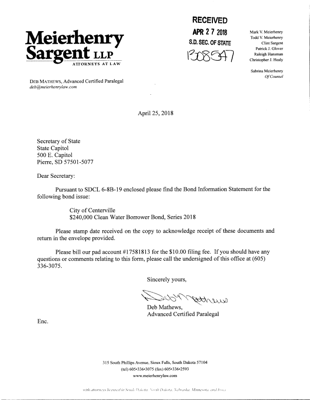 Meierhenry
Sargent LLP
ATTORNEYS AT LAW
DEB MATHEWS, Advanced Certified Paralegal
deb@meierhenrylaw.com
RECEIVED
APR 27 2018
S.D. SEC. OF STATE
1308547
Mark V. Meierhenry
Todd V. Meierhenry
Clint Sargent
Patrick J. Glover
Raleigh Hansman
Christopher J. Healy
Sabrina Meierhenry
Of Counsel
April 25, 2018
Secretary of State
State Capitol
500 E. Capitol
Pierre, SD 57501-5077
Dear Secretary:
Pursuant to SDCL 6-8B-19 enclosed please find the Bond Information Statement for the
following bond issue:
City of Centerville
$240,000 Clean Water Borrower Bond, Series 2018
Please stamp date received on the copy to acknowledge receipt of these documents and
return in the envelope provided.
Please bill our pad account #17581813 for the $10.00 filing fee. If you should have any
questions or comments relating to this form, please call the undersigned of this office at (605)
336-3075.
Sincerely yours,
Deb Mathews
Deb Mathews,
Advanced Certified Paralegal
Enc.
315 South Phillips Avenue, Sioux Falls, South Dakota 57104
(tel) 605•336•3075 (fax) 605•336•2593
www.meierhenrylaw.com